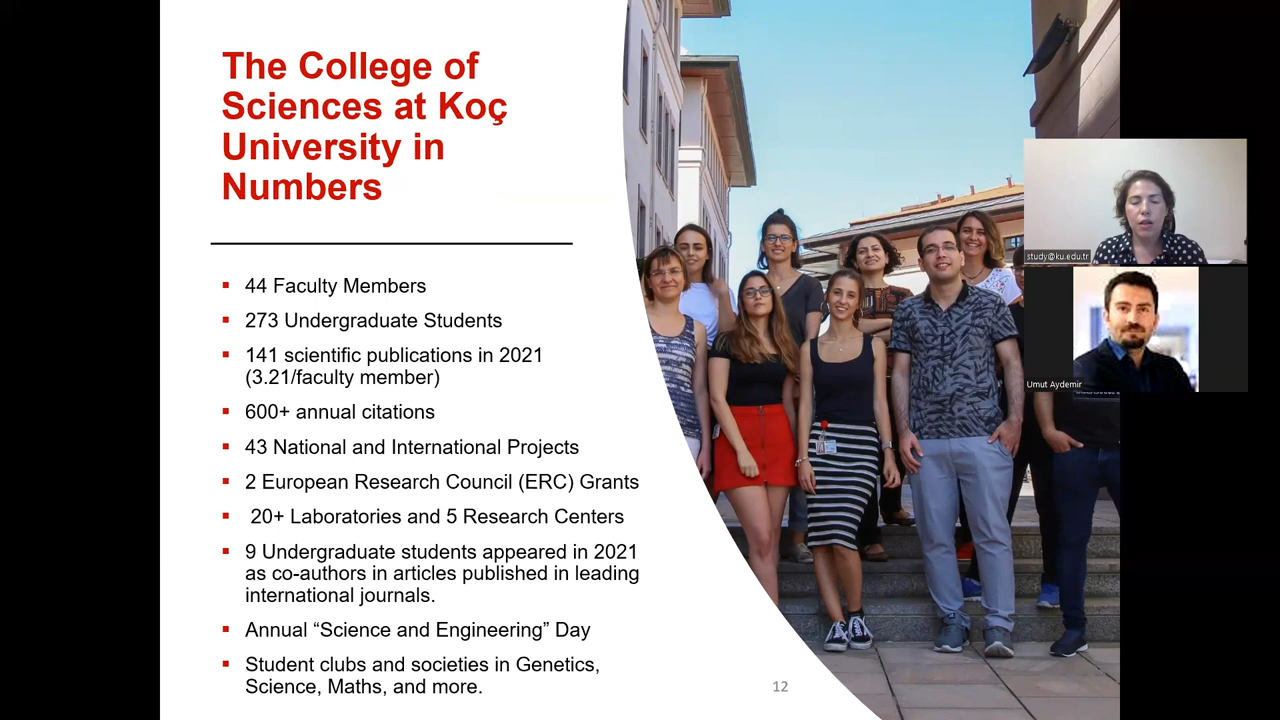 The College of
Sciences at Koç
University in
Numbers
44 Faculty Members
273 Undergraduate Students
141 scientific publications in 2021
(3.21/faculty member)
600+ annual citations
43 National and International Projects
2 European Research Council (ERC) Grants
20+ Laboratories and 5 Research Centers
9 Undergraduate students appeared in 2021
as co-authors in articles published in leading
international journals.
Annual “Science and Engineering” Day
Student clubs and societies in Genetics,
Science, Maths, and more.
12
study@ku.edu.tr
Umut Aydemir